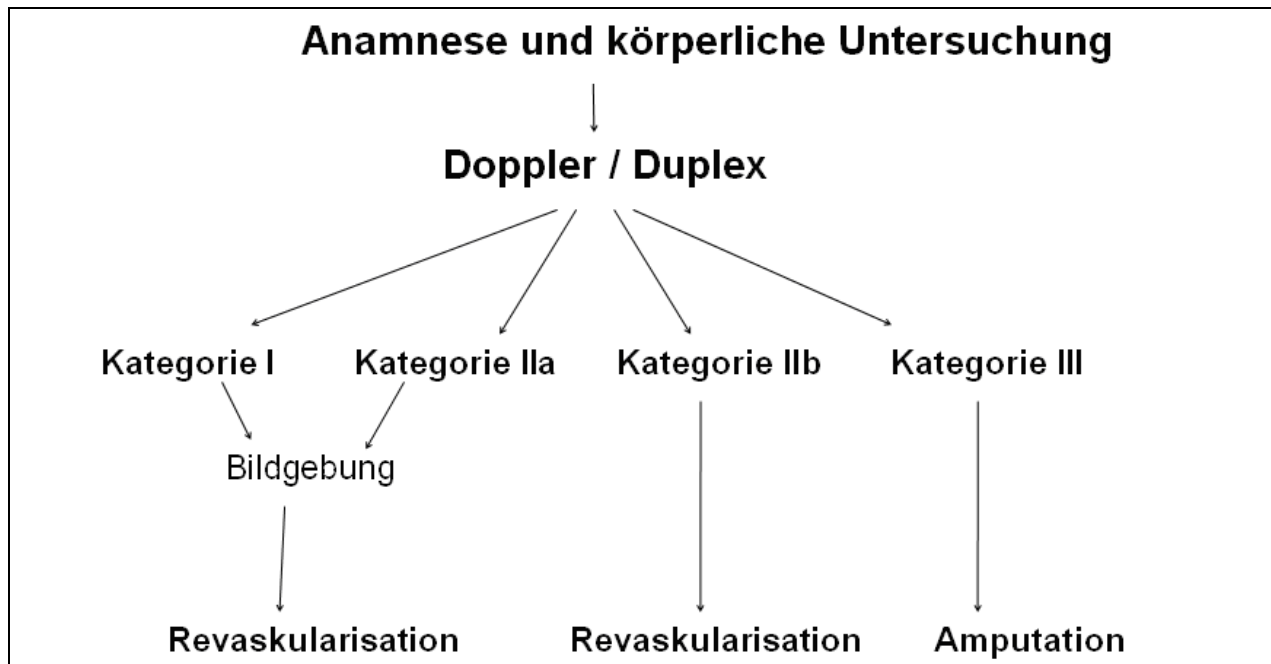 Anamnese und körperliche Untersuchung
Doppler / Duplex
Kategorie I Kategorie IIa Kategorie IIb Kategorie III
Bildgebung
Revaskularisation Revaskularisation Amputation